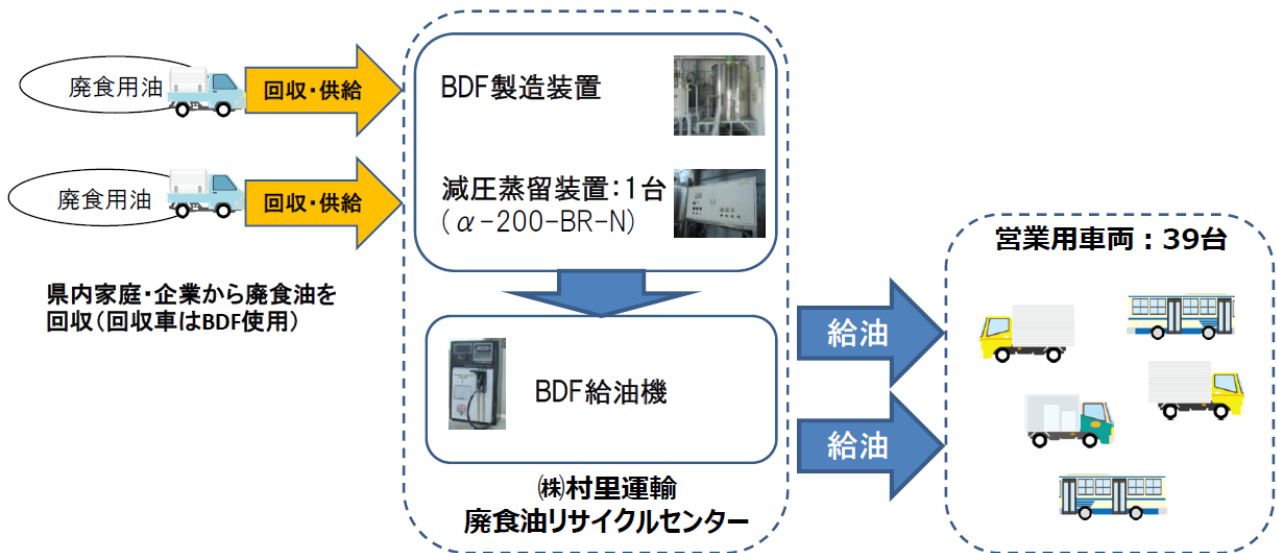 廃食用油
回収・供給
廃食用油
回収・供給
県内家庭・企業から廃食油を
回収(回収車はBDF使用)
BDF製造装置
減圧蒸留装置:1台
(α-200-BR-N)
BDF給油機
㈱村里運輸
廃食油リサイクルセンター
給油
給油
営業用車両:39台